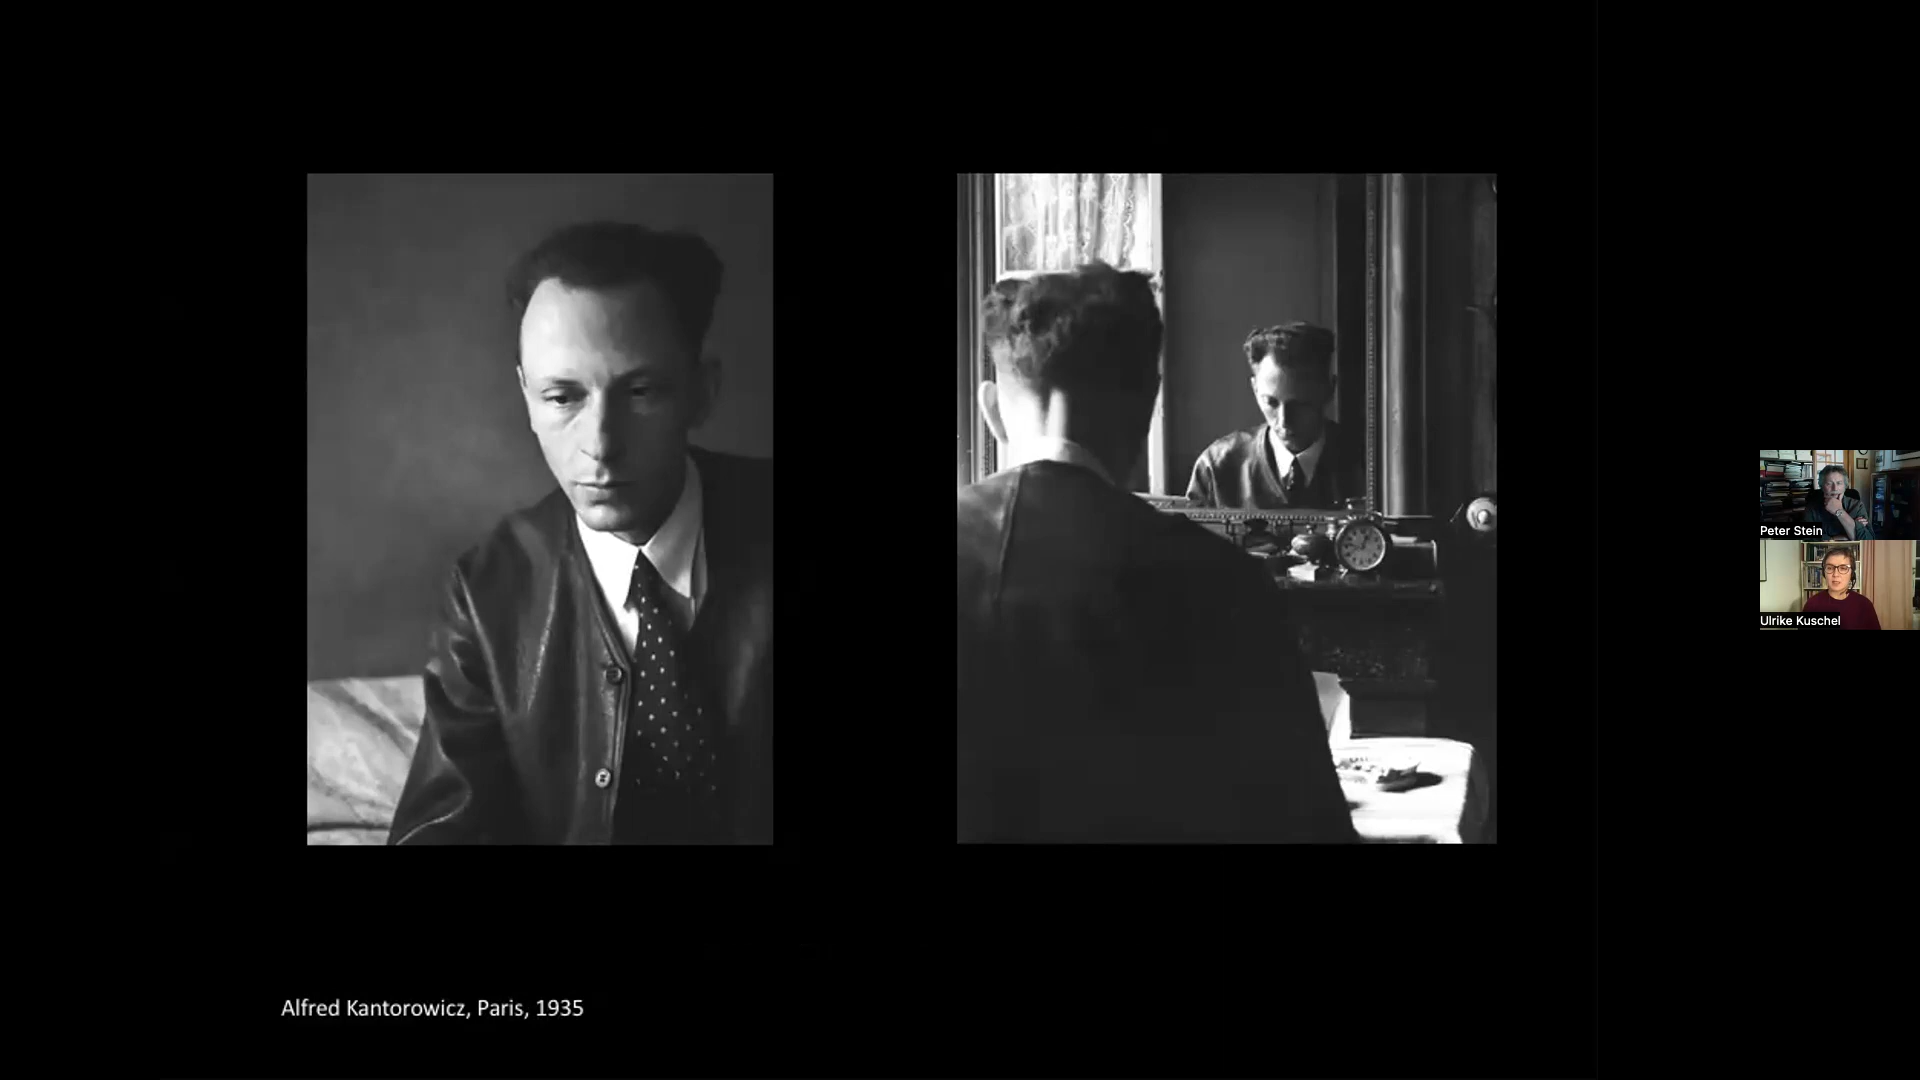 Peter Stein
Ulrike Kuschel
Alfred Kantorowicz, Paris, 1935